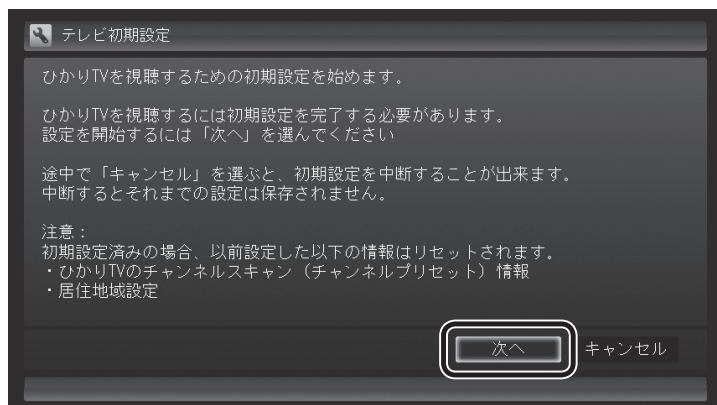 テレビ初期設定
ひかりTVを視聴するための初期設定を始めます。
ひかりTVを視聴するには初期設定を完了する必要があります。
設定を開始するには「次へ」を選んでください
途中で「キャンセル」を選ぶと、初期設定を中断することが出来ます。
中断するとそれまでの設定は保存されません。
注意：
初期設定済みの場合、以前設定した以下の情報はリセットされます。
・ひかりTVのチャンネルスキャン（チャンネルプリセット）情報
・居住地域設定
次へ キャンセル